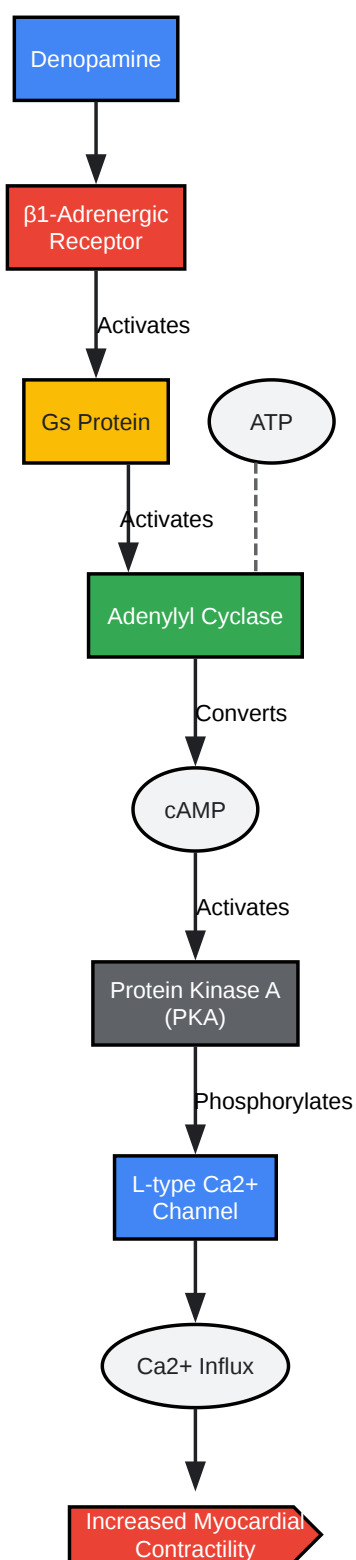 Denopamine
β1-Adrenergic
Receptor
Activates
Gs Protein
ATP
Activates
Adenylyl Cyclase
Converts
cAMP
Activates
Protein Kinase A
(PKA)
Phosphorylates
L-type Ca2+
Channel
Ca2+ Influx
Increased Myocardial
Contractility